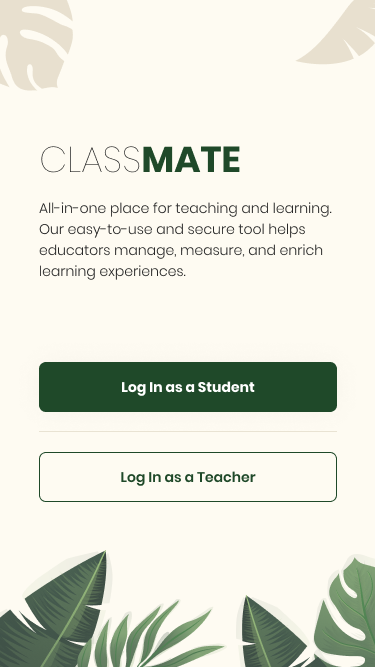 CLASSMATE
All-in-one place for teaching and learning.
Our easy-to-use and secure tool helps
educators manage, measure, and enrich
learning experiences.
Log In as a Student
Log In as a Teacher